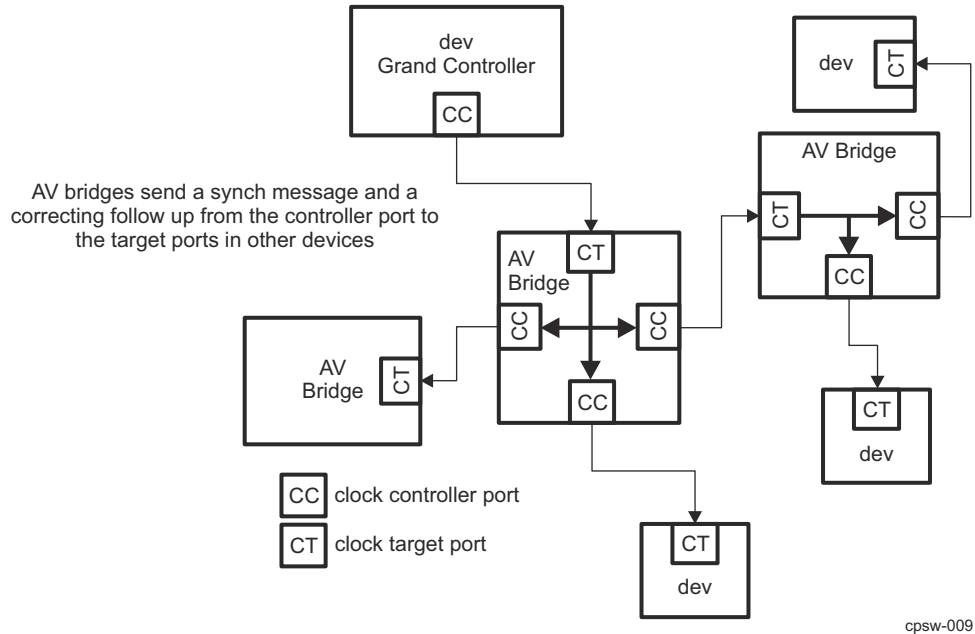 dev
Grand Controller
CC
dev
CT
AV Bridge
CT
CC
CC
AV bridges send a synch message and a
correcting follow up from the controller port to
the target ports in other devices
AV
Bridge
CT
CC
CC
CC
AV
Bridge
CT
CT
dev
CC clock controller port
CT clock target port
CT
dev
cpsw-009